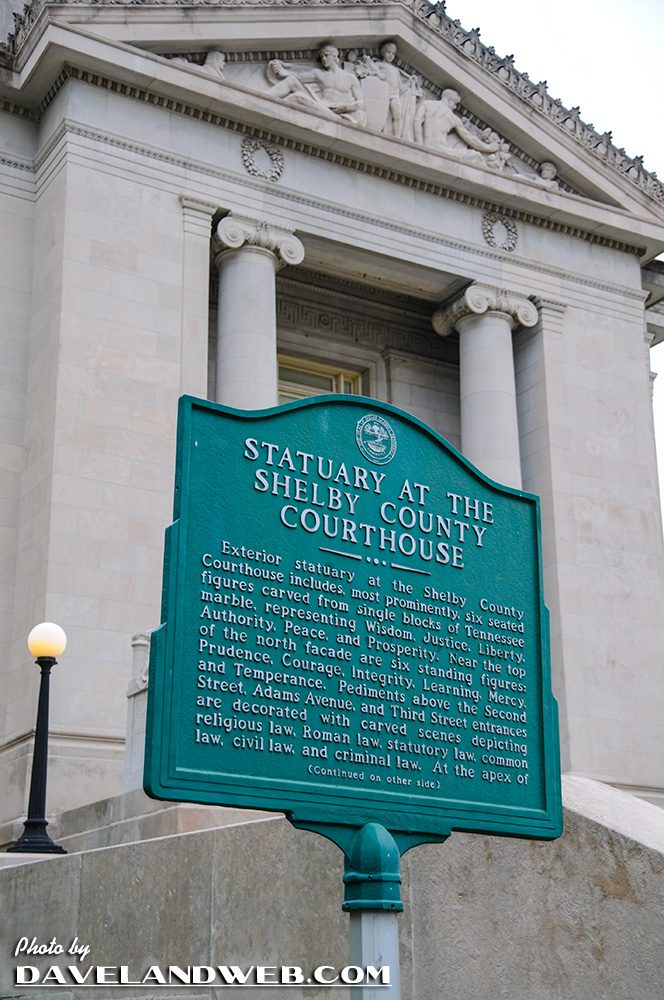 STATUARY AT THE
SHELBY COUNTY
COURTHOUSE
Exterior statuary at the Shelby County
Courthouse includes, most prominently, six seated
figures carved from single blocks of Tennessee
marble, representing Wisdom, Justice, Liberty,
Authority, Peace, and Prosperity. Near the top
of the north facade are six standing figures:
Prudence, Courage, Integrity, Learning, Mercy,
and Temperance. Pediments above the Second
Street, Adams Avenue, and Third Street entrances
are decorated with carved scenes depicting
religious law, Roman law, statutory law, common
law, civil law, and criminal law. At the apex of
(Continued on other side)
Photo by
DAVELANDWEB.COM